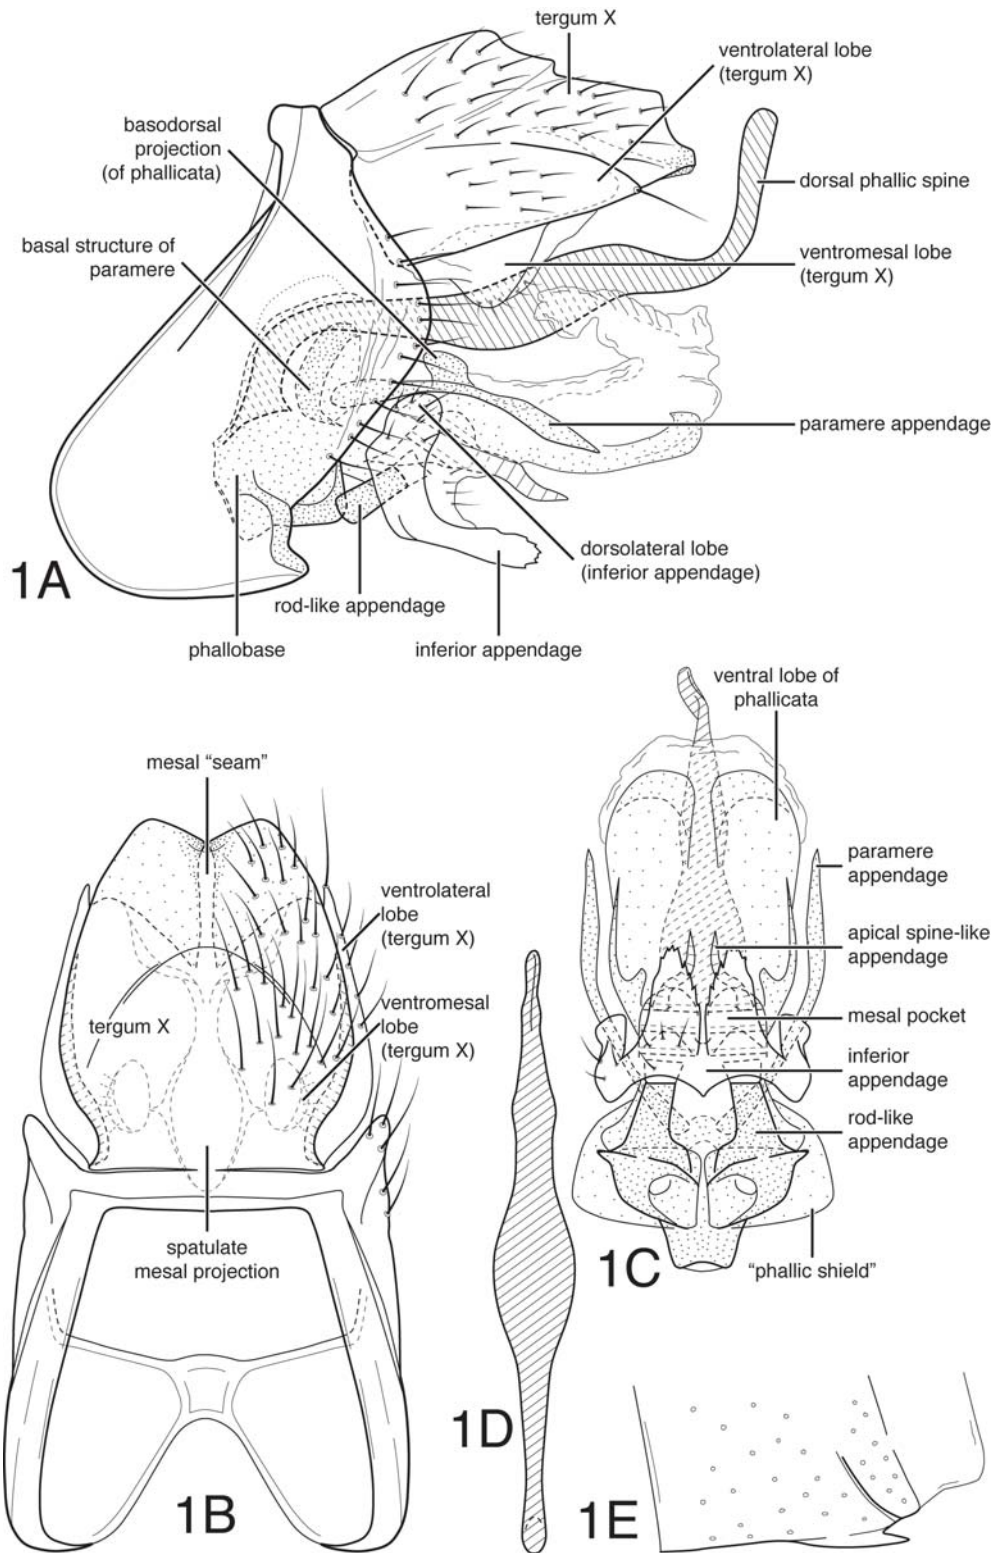 tergum X
ventrolateral lobe
(tergum X)
basodorsal
projection
(of phallicata)
dorsal phallic spine
basal structure of
paramere
ventromesal lobe
(tergum X)
paramere appendage
dorsolateral lobe
(inferior appendage)
1A
rod-like appendage
phallobase
inferior appendage
ventral lobe of
phallicata
mesal “seam”
paramere
appendage
ventrolateral
lobe
(tergum X)
apical spine-like
appendage
ventromesal
lobe
(tergum X)
tergum X
mesal pocket
inferior
appendage
rod-like
appendage
spatulate
mesal projection
1C
“phallic shield”
1D
1B
1E